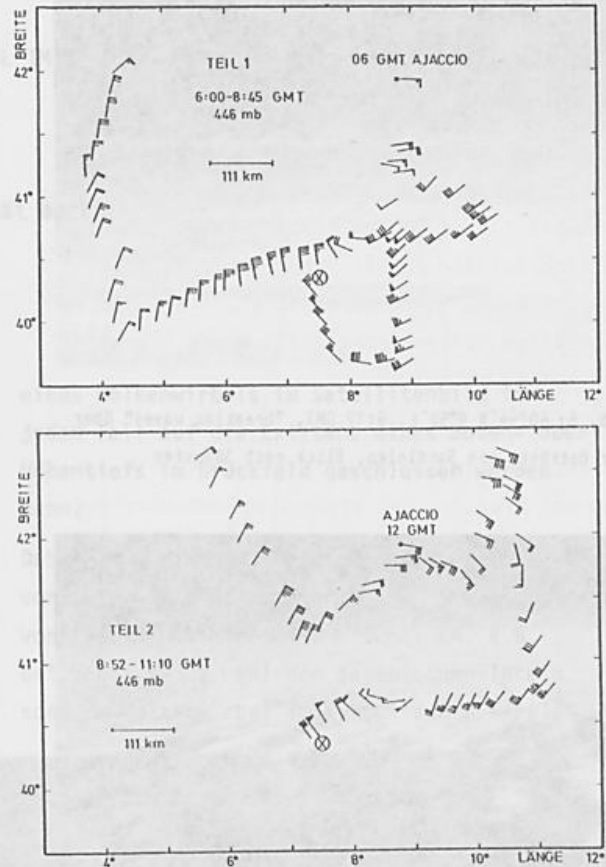 BREITE
42°
TEIL 1
06 GMT AJACCIO
6:00-8:45 GMT
446 mb
41°
111 km
40°
4°
6°
8°
10°
LÄNGE
12°
BREITE
42°
AJACCIO
12 GMT
TEIL 2
41°
8:52-11:10 GMT
446 mb
111 km
40°
4°
6°
8°
10°
LÄNGE
12°